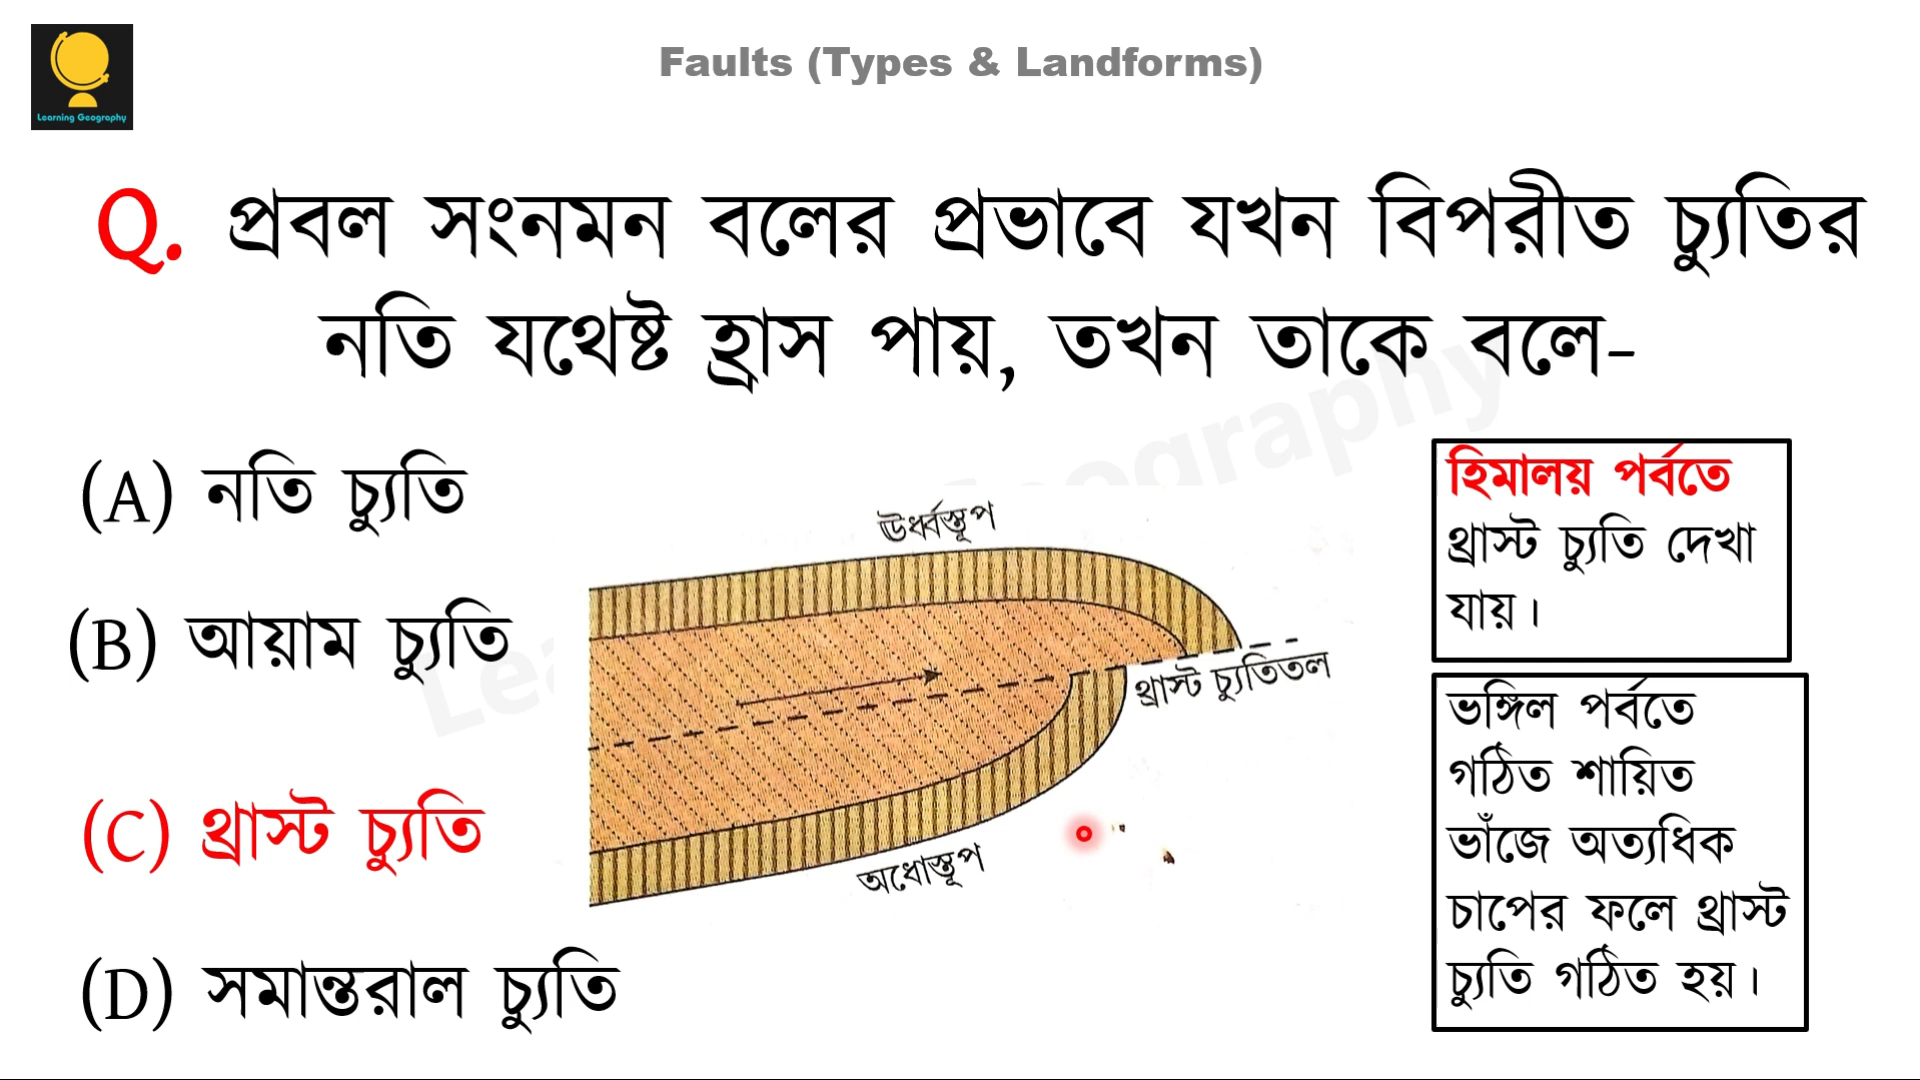 Learning Geography
Faults (Types & Landforms)
Q. প্রবল সংনমন বলের প্রভাবে যখন বিপরীত চ্যুতির
নতি যথেষ্ট হ্রাস পায়, তখন তাকে বলে-
(A) নতি চ্যুতি
(B) আয়াম চ্যুতি
(C) থ্রাস্ট চ্যুতি
(D) সমান্তরাল চ্যুতি
ঊর্ধ্বস্তূপ
থ্রাস্ট চ্যুতিতল
অধোস্তূপ
হিমালয় পর্বতে
থ্রাস্ট চ্যুতি দেখা
যায়।
ভঙ্গিল পর্বতে
গঠিত শায়িত
ভাঁজে অত্যধিক
চাপের ফলে থ্রাস্ট
চ্যুতি গঠিত হয়।